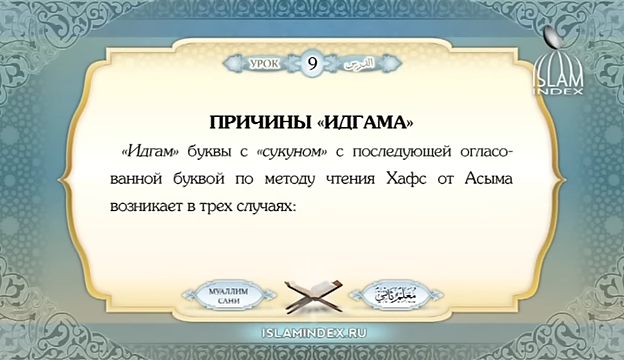 УРОК 9 الدرس
ISLAM
INDEX
ПРИЧИНЫ «ИДГАМА»
«Идгам» буквы с «сукуном» с последующей огласо-
ванной буквой по методу чтения Хафс от Асыма
возникает в трех случаях:
МУАЛЛИМ
САНИ
معلم ثاني
ISLAMINDEX.RU